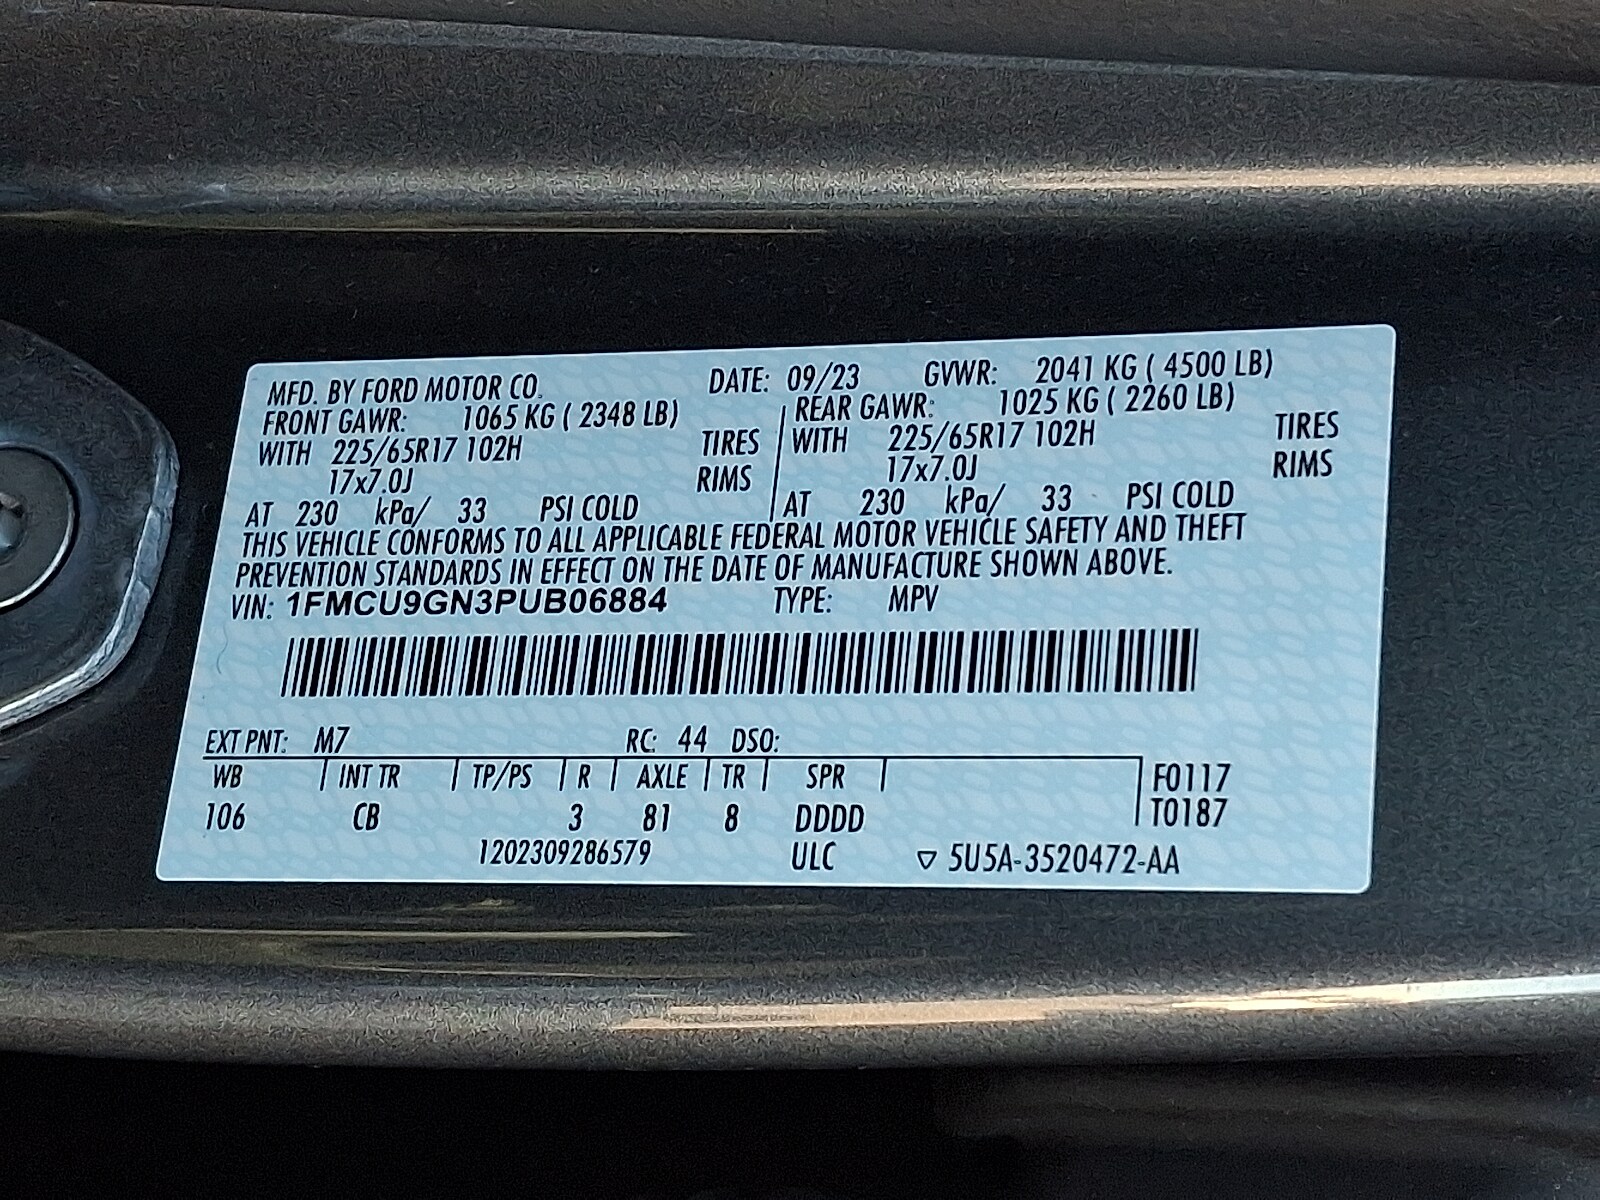 MFD. BY FORD MOTOR CO. DATE: 09/23 GVWR: 2041 KG ( 4500 LB)
FRONT GAWR: 1065 KG ( 2348 LB) REAR GAWR: 1025 KG ( 2260 LB)
WITH 225/65R17 102H TIRES WITH 225/65R17 102H TIRES
17x7.0J RIMS 17x7.0J RIMS
AT 230 kPa/ 33 PSI COLD AT 230 kPa/ 33 PSI COLD
THIS VEHICLE CONFORMS TO ALL APPLICABLE FEDERAL MOTOR VEHICLE SAFETY AND THEFT
PREVENTION STANDARDS IN EFFECT ON THE DATE OF MANUFACTURE SHOWN ABOVE.
VIN: 1FMCU9GN3PUB06884 TYPE: MPV
EXT PNT: M7 RC: 44 DSO:
WB INT TR TP/PS R AXLE TR SPR F0117
106 CB 3 81 8 DDDD T0187
1202309286579 ULC ▽ 5U5A-3520472-AA